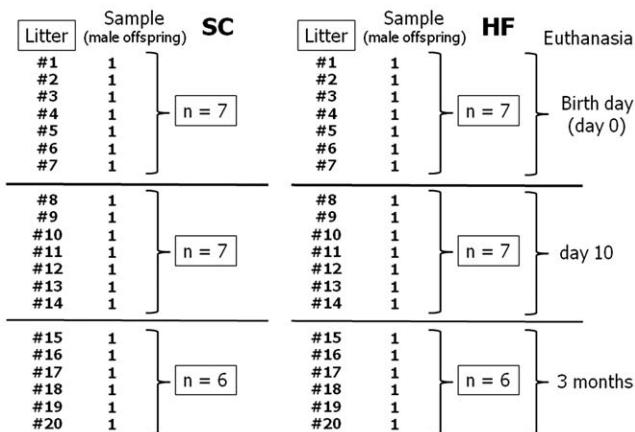 Litter Sample (male offspring) SC Litter Sample (male offspring) HF Euthanasia
#1 1 #1 1
#2 1 #2 1
#3 1 #3 1
#4 1 n = 7 #4 1 n = 7 Birth day (day 0)
#5 1 #5 1
#6 1 #6 1
#7 1 #7 1
#8 1 #8 1
#9 1 #9 1
#10 1 #10 1
#11 1 n = 7 #11 1 n = 7 day 10
#12 1 #12 1
#13 1 #13 1
#14 1 #14 1
#15 1 #15 1
#16 1 #16 1
#17 1 #17 1
#18 1 n = 6 #18 1 n = 6 3 months
#19 1 #19 1
#20 1 #20 1